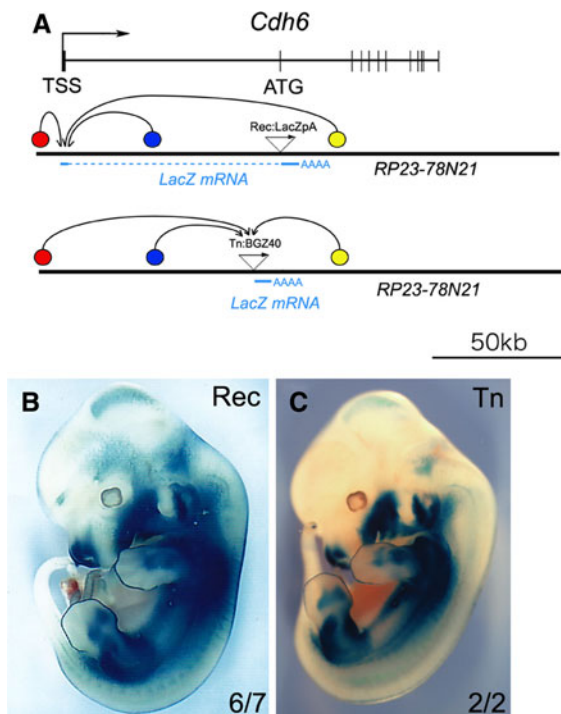 A
Cdh6
TSS
ATG
Rec:LacZpA
LacZ mRNA
AAAA
RP23-78N21
Tn:BGZ40
AAAA
LacZ mRNA
RP23-78N21
50kb
B
Rec
6/7
C
Tn
2/2